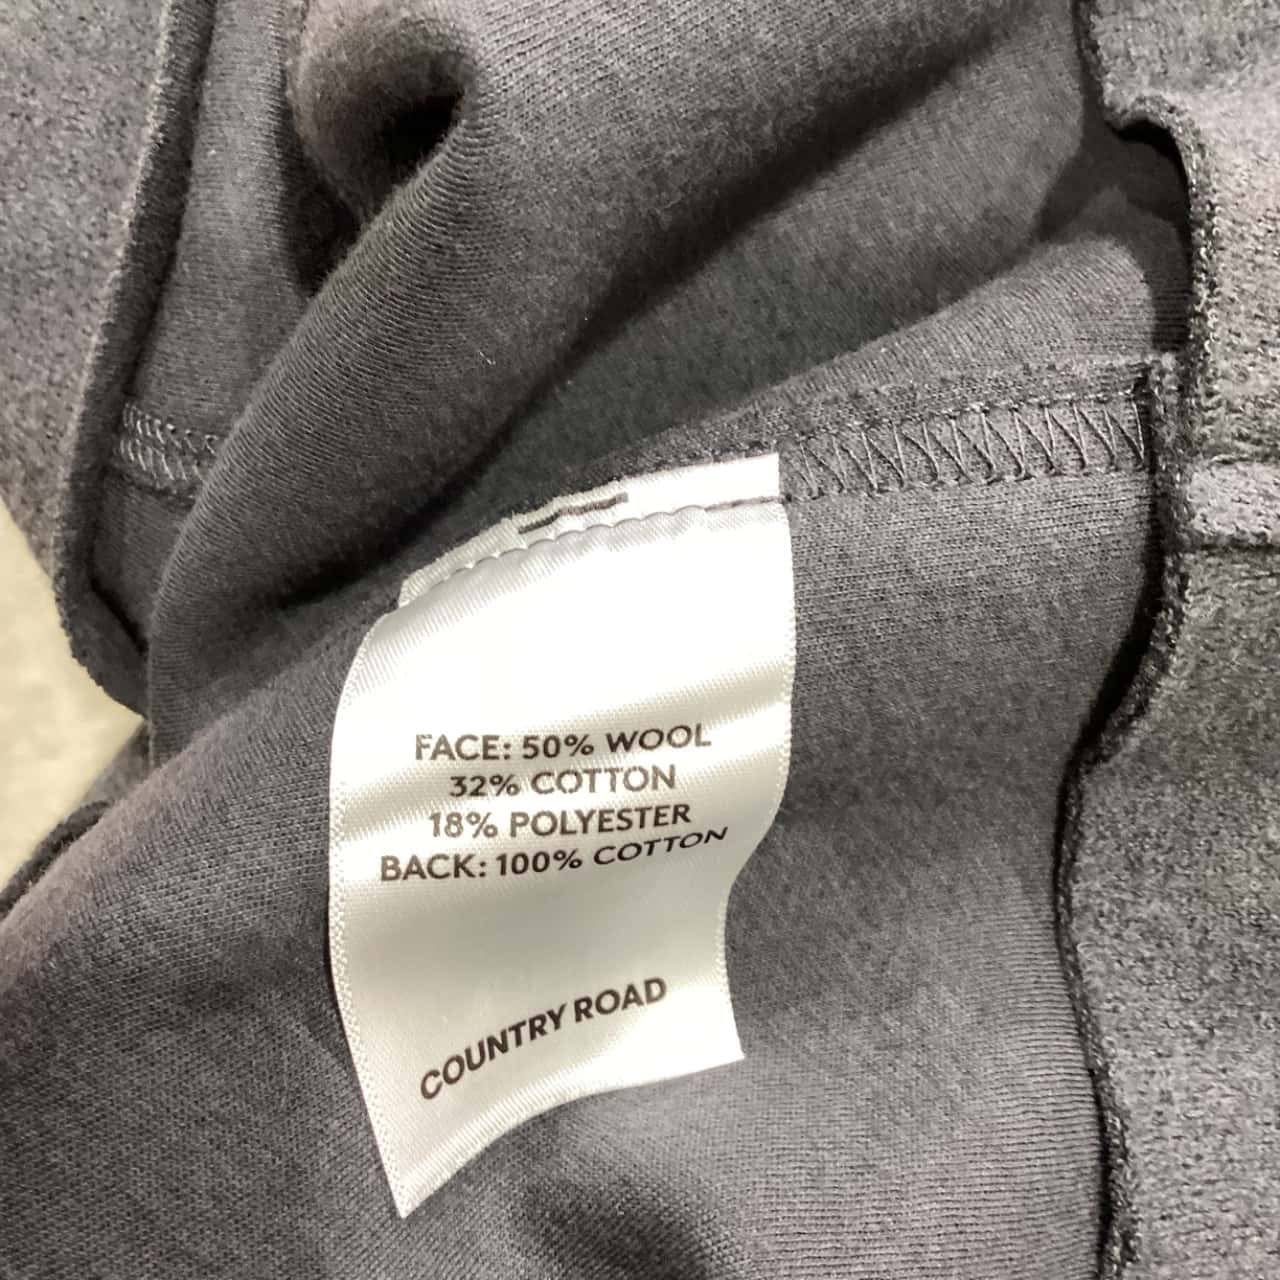 FACE: 50% WOOL
32% COTTON
18% POLYESTER
BACK: 100% COTTON
COUNTRY ROAD